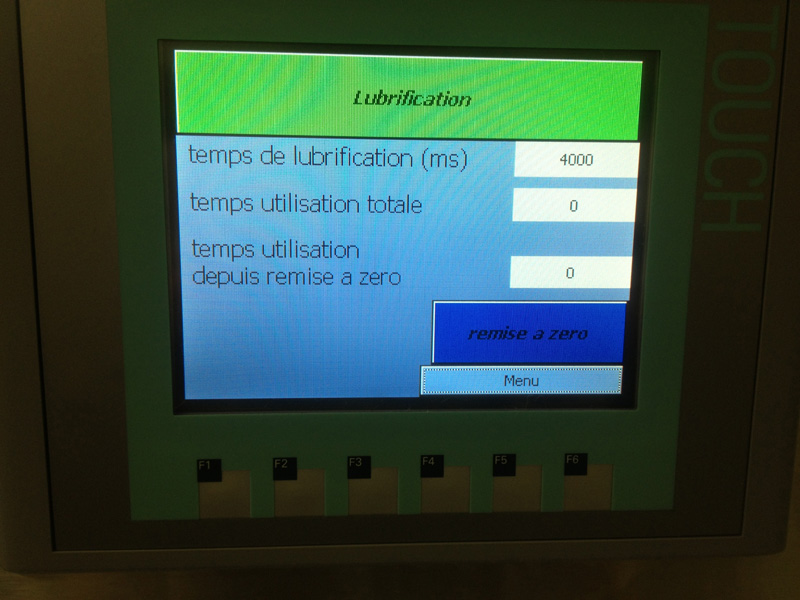 Lubrification
temps de lubrification (ms) 4000
temps utilisation totale 0
temps utilisation
depuis remise a zero 0
remise a zero
Menu
TOUCH
F1 F2 F3 F4 F5 F6